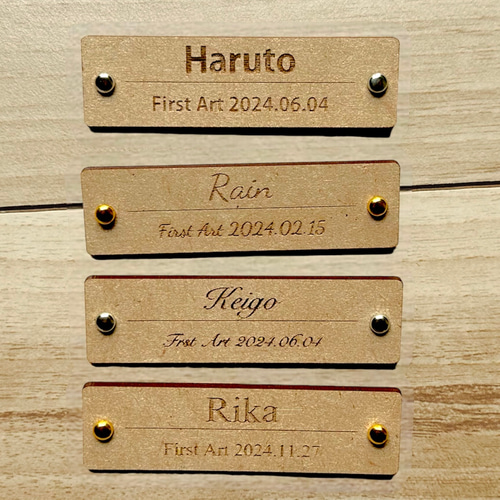 Haruto
First Art 2024.06.04
Rain
First Art 2024.02.15
Keigo
Frst Art 2024.06.04
Rika
First Art 2024.11.27